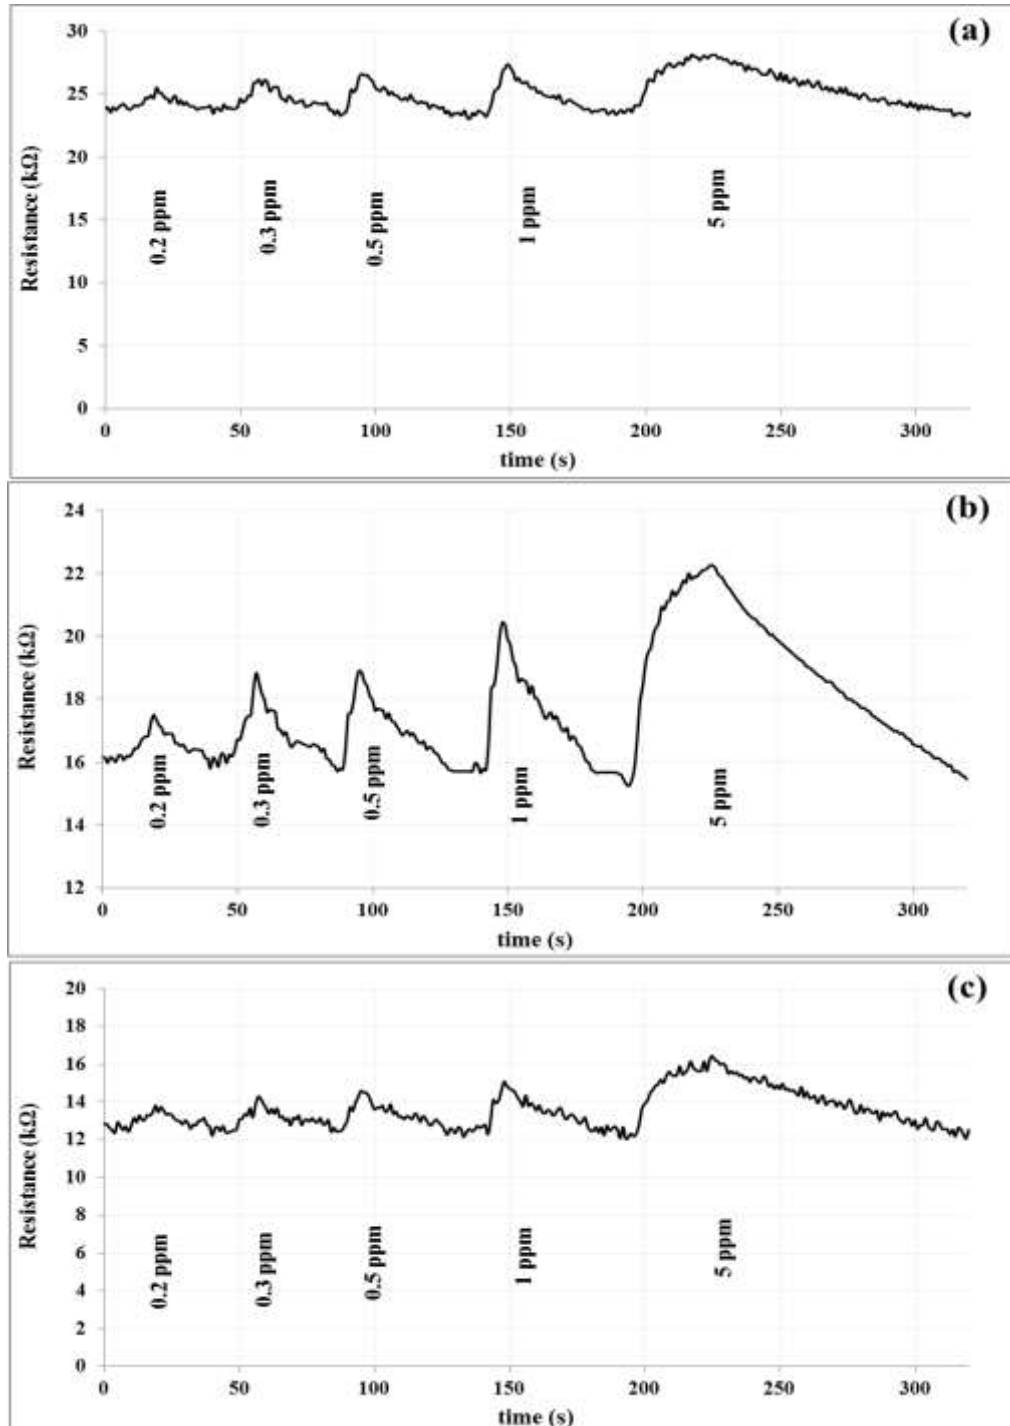 (a)
30
25
20
15
10
5
0
Resistance (kΩ)
0.2 ppm
0.3 ppm
0.5 ppm
1 ppm
5 ppm
0 50 100 150 200 250 300
time (s)
(b)
24
22
20
18
16
14
12
Resistance (kΩ)
0.2 ppm
0.3 ppm
0.5 ppm
1 ppm
5 ppm
0 50 100 150 200 250 300
time (s)
(c)
20
18
16
14
12
10
8
6
4
2
0
Resistance (kΩ)
0.2 ppm
0.3 ppm
0.5 ppm
1 ppm
5 ppm
0 50 100 150 200 250 300
time (s)